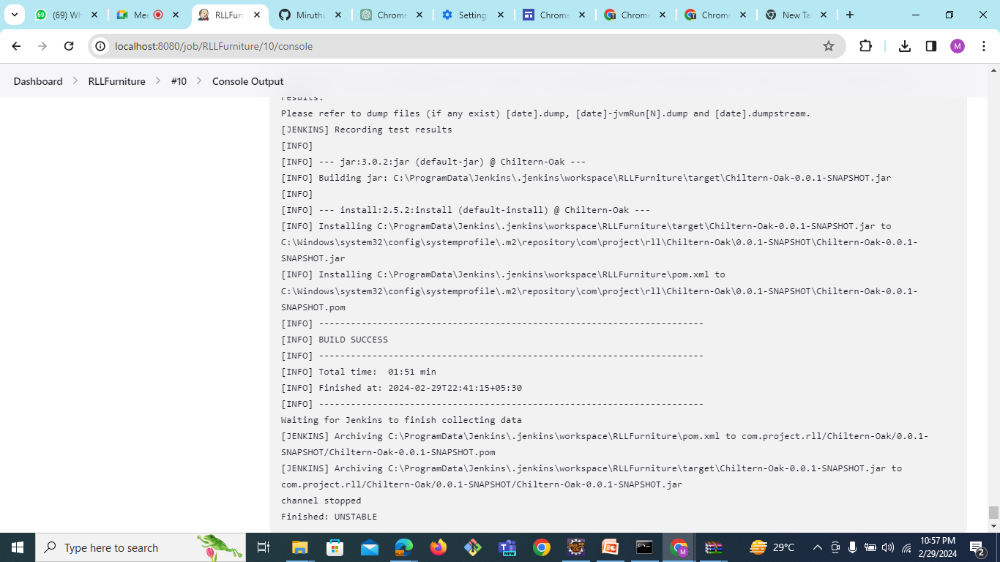 (69) Wh
Mee
RLLFurn
Miruthu
Chrome
Setting
Chrome
Chrome
Chrome
New Ta
localhost:8080/job/RLLFurniture/10/console
M
Dashboard
RLLFurniture
#10
Console Output
results.
Please refer to dump files (if any exist) [date].dump, [date]-jvmRun[N].dump and [date].dumpstream.
[JENKINS] Recording test results
[INFO]
[INFO] --- jar:3.0.2:jar (default-jar) @ Chiltern-Oak ---
[INFO] Building jar: C:\ProgramData\Jenkins\.jenkins\workspace\RLLFurniture\target\Chiltern-Oak-0.0.1-SNAPSHOT.jar
[INFO]
[INFO] --- install:2.5.2:install (default-install) @ Chiltern-Oak ---
[INFO] Installing C:\ProgramData\Jenkins\.jenkins\workspace\RLLFurniture\target\Chiltern-Oak-0.0.1-SNAPSHOT.jar to
C:\Windows\system32\config\systemprofile\.m2\repository\com\project\rll\Chiltern-Oak\0.0.1-SNAPSHOT\Chiltern-Oak-0.0.1-
SNAPSHOT.jar
[INFO] Installing C:\ProgramData\Jenkins\.jenkins\workspace\RLLFurniture\pom.xml to
C:\Windows\system32\config\systemprofile\.m2\repository\com\project\rll\Chiltern-Oak\0.0.1-SNAPSHOT\Chiltern-Oak-0.0.1-
SNAPSHOT.pom
[INFO] ------------------------------------------------------------------------
[INFO] BUILD SUCCESS
[INFO] ------------------------------------------------------------------------
[INFO] Total time:  01:51 min
[INFO] Finished at: 2024-02-29T22:41:15+05:30
[INFO] ------------------------------------------------------------------------
Waiting for Jenkins to finish collecting data
[JENKINS] Archiving C:\ProgramData\Jenkins\.jenkins\workspace\RLLFurniture\pom.xml to com.project.rll/Chiltern-Oak/0.0.1-
SNAPSHOT/Chiltern-Oak-0.0.1-SNAPSHOT.pom
[JENKINS] Archiving C:\ProgramData\Jenkins\.jenkins\workspace\RLLFurniture\target\Chiltern-Oak-0.0.1-SNAPSHOT.jar to
com.project.rll/Chiltern-Oak/0.0.1-SNAPSHOT/Chiltern-Oak-0.0.1-SNAPSHOT.jar
channel stopped
Finished: UNSTABLE
Type here to search
29°C
10:57 PM
2/29/2024
2